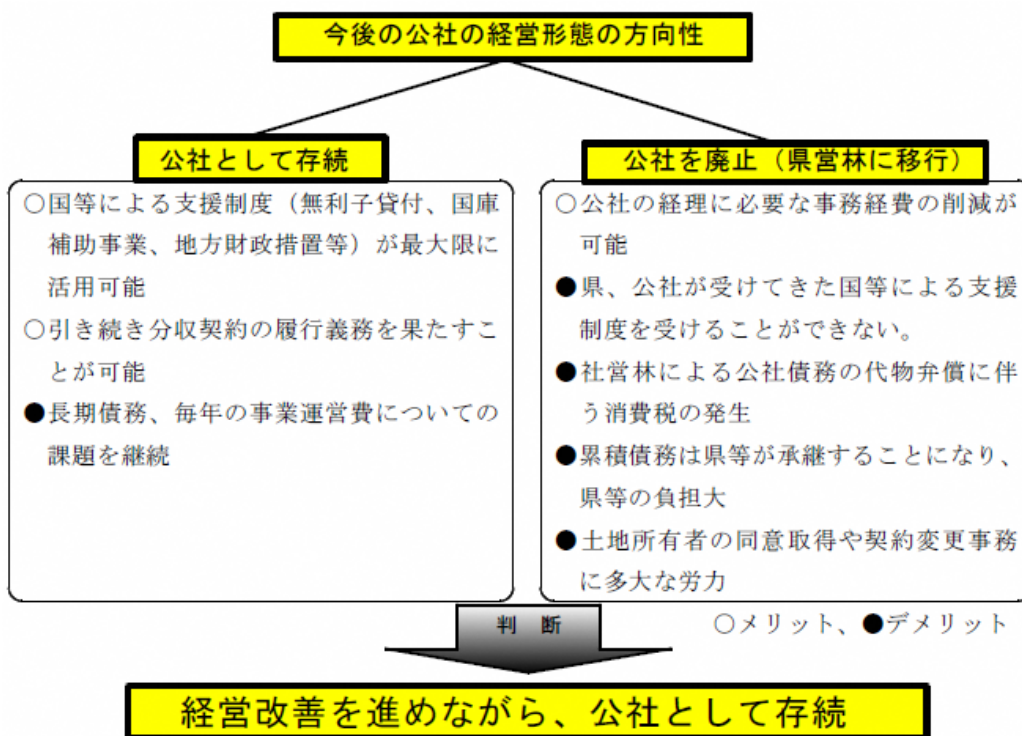 今後の公社の経営形態の方向性
公社として存続
○国等による支援制度（無利子貸付、国庫
補助事業、地方財政措置等）が最大限に
活用可能
○引き続き分収契約の履行義務を果たすこ
とが可能
●長期債務、毎年の事業運営費についての
課題を継続
公社を廃止（県営林に移行）
○公社の経理に必要な事務経費の削減が
可能
●県、公社が受けてきた国等による支援
制度を受けることができない。
●社営林による公社債務の代物弁償に伴
う消費税の発生
●累積債務は県等が承継することになり、
県等の負担大
●土地所有者の同意取得や契約変更事務
に多大な労力
○メリット、●デメリット
判　断
経営改善を進めながら、公社として存続